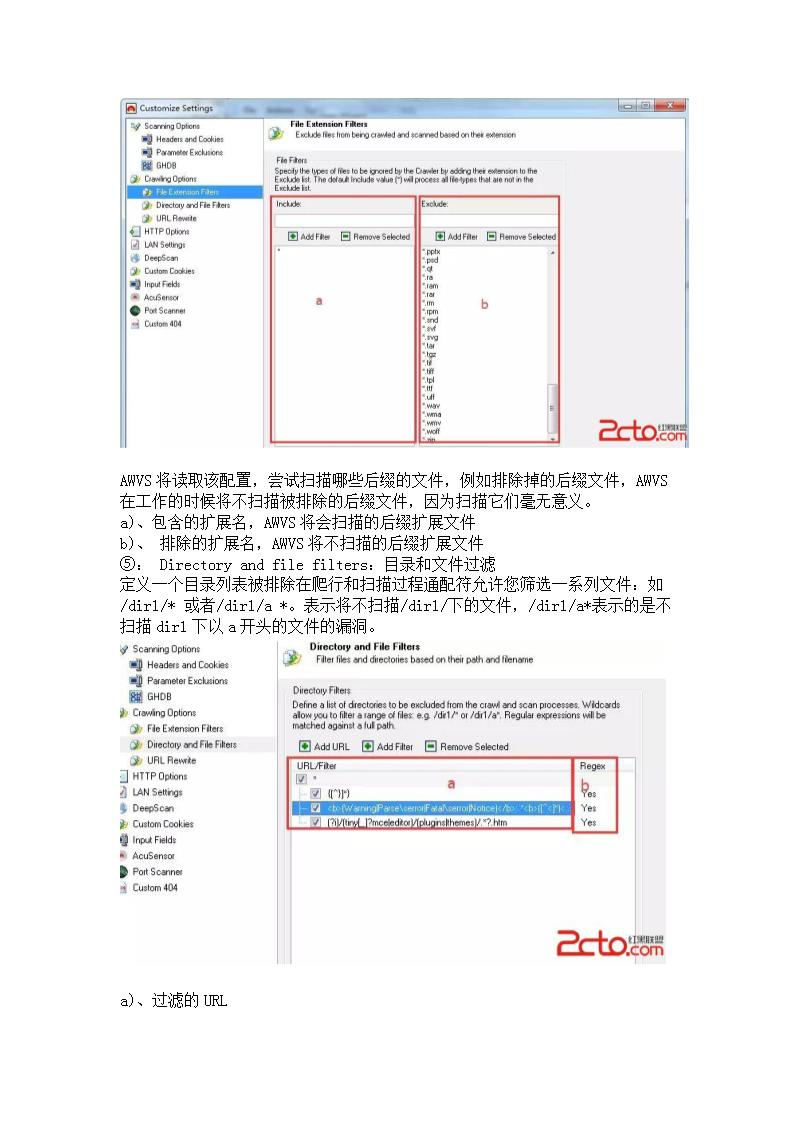 Customize Settings
Scanning Options
Headers and Cookies
Parameter Exclusions
GHDB
Crawling Options
File Extension Filters
Directory and File Filters
URL Rewrite
HTTP Options
LAN Settings
DeepScan
Custom Cookies
Input Fields
AcuSensor
Port Scanner
Custom 404
File Extension Filters
Exclude files from being crawled and scanned based on their extension
File Filters
Specify the types of files to be ignored by the Crawler by adding their extension to the
Exclude list. The default Include value (*) will process all file-types that are not in the
Exclude list.
Include:
Add Filter Remove Selected
*
a
Exclude:
Add Filter Remove Selected
*.pptx
*.psd
*.qt
*.ra
*.ram
*.rar
*.rm
*.rpm
*.snd
*.svf
*.svg
*.tar
*.tgz
*.tif
*.tiff
*.tpl
*.ttf
*.uff
*.wav
*.wma
*.wmv
*.woff
*.zip
b
2cto.com
红黑联盟
AWVS 将读取该配置，尝试扫描哪些后缀的文件，例如排除掉的后缀文件，AWVS
在工作的时候将不扫描被排除的后缀文件，因为扫描它们毫无意义。
a)、包含的扩展名，AWVS 将会扫描的后缀扩展文件
b)、 排除的扩展名，AWVS 将不扫描的后缀扩展文件
⑤： Directory and file filters：目录和文件过滤
定义一个目录列表被排除在爬行和扫描过程通配符允许您筛选一系列文件：如
/dir1/* 或者/dir1/a *。表示将不扫描/dir1/下的文件，/dir1/a*表示的是不
扫描 dir1 下以 a 开头的文件的漏洞。
Scanning Options
Headers and Cookies
Parameter Exclusions
GHDB
Crawling Options
File Extension Filters
Directory and File Filters
URL Rewrite
HTTP Options
LAN Settings
DeepScan
Custom Cookies
Input Fields
AcuSensor
Port Scanner
Custom 404
Directory and File Filters
Filter files and directories based on their path and filename
Directory Filters
Define a list of directories to be excluded from the crawl and scan processes. Wildcards
allow you to filter a range of files: e.g. /dir1/* or /dir1/a*. Regular expressions will be
matched against a full path.
Add URL Add Filter Remove Selected
URL/Filter Regex
*
a b
Yes
Yes
Yes
2cto.com
红黑联盟
a)、过滤的 URL